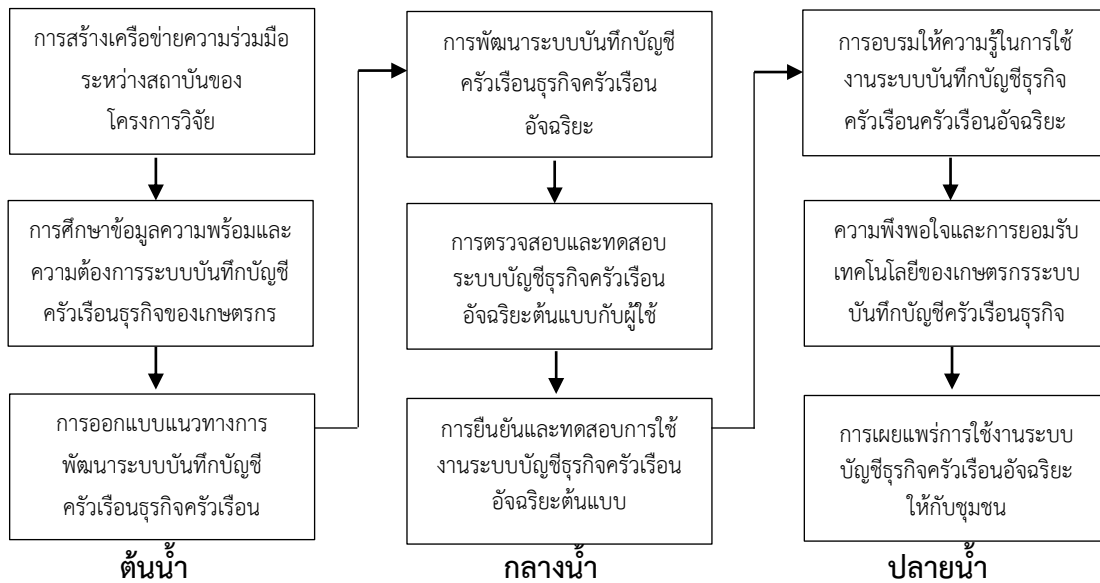 การสร้างเครือข่ายความร่วมมือ
ระหว่างสถาบันของ
โครงการวิจัย
การศึกษาข้อมูลความพร้อมและ
ความต้องการระบบบันทึกบัญชี
ครัวเรือนธุรกิจของเกษตรกร
การออกแบบแนวทางการ
พัฒนาระบบบันทึกบัญชี
ครัวเรือนธุรกิจครัวเรือน
ต้นน้ำ
การพัฒนาระบบบันทึกบัญชี
ครัวเรือนธุรกิจครัวเรือน
อัจฉริยะ
การตรวจสอบและทดสอบ
ระบบบัญชีธุรกิจครัวเรือน
อัจฉริยะต้นแบบกับผู้ใช้
การยืนยันและทดสอบการใช้
งานระบบบัญชีธุรกิจครัวเรือน
อัจฉริยะต้นแบบ
กลางน้ำ
การอบรมให้ความรู้ในการใช้
งานระบบบันทึกบัญชีธุรกิจ
ครัวเรือนครัวเรือนอัจฉริยะ
ความพึงพอใจและการยอมรับ
เทคโนโลยีของเกษตรกรระบบ
บันทึกบัญชีครัวเรือนธุรกิจ
การเผยแพร่การใช้งานระบบ
บัญชีธุรกิจครัวเรือนอัจฉริยะ
ให้กับชุมชน
ปลายน้ำ